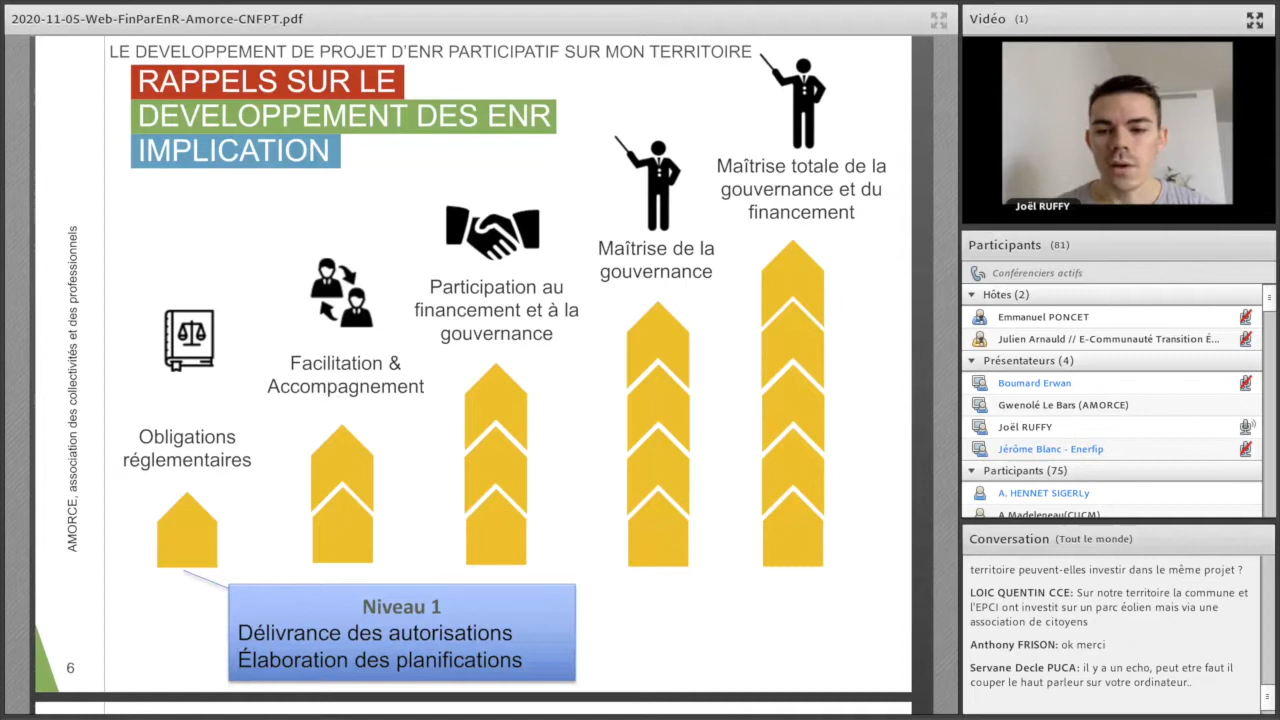 2020-11-05-Web-FinParEnR-Amorce-CNFPT.pdf
LE DEVELOPPEMENT DE PROJET D'ENR PARTICIPATIF SUR MON TERRITOIRE
RAPPELS SUR LE
DEVELOPPEMENT DES ENR
IMPLICATION
Maîtrise totale de la
gouvernance et du
financement
Maîtrise de la
gouvernance
Participation au
financement et à la
gouvernance
Facilitation &
Accompagnement
Obligations
réglementaires
Niveau 1
Délivrance des autorisations
Élaboration des planifications
AMORCE, association des collectivités et des professionnels
6
Vidéo (1)
Joël RUFFY
Participants (81)
Conférenciers actifs
Hôtes (2)
Emmanuel PONCET
Julien Arnauld // E-Communauté Transition É...
Présentateurs (4)
Boumard Erwan
Gwenolé Le Bars (AMORCE)
Joël RUFFY
Jérôme Blanc - Enerfip
Participants (75)
A. HENNET SIGERLy
A Madeleneau(CUCM)
Conversation (Tout le monde)
territoire peuvent-elles investir dans le même projet ?
LOIC QUENTIN CCE: Sur notre territoire la commune et
l'EPCI ont investit sur un parc éolien mais via une
association de citoyens
Anthony FRISON: ok merci
Servane Decle PUCA: il y a un echo, peut etre faut il
couper le haut parleur sur votre ordinateur..